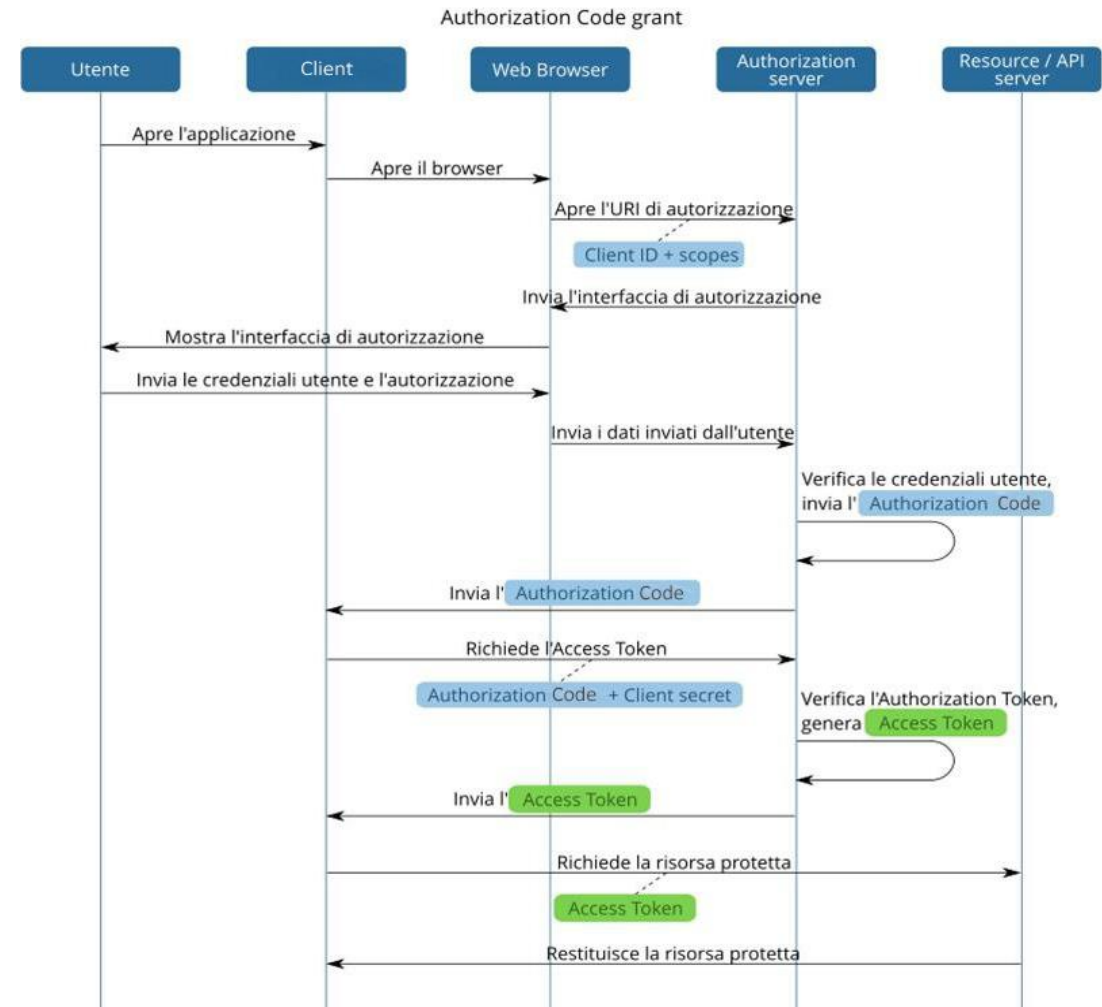 Authorization Code grant
Utente
Client
Web Browser
Authorization
server
Resource / API
server
Apre l'applicazione
Apre il browser
Apre l'URI di autorizzazione
Client ID + scopes
Invia l'interfaccia di autorizzazione
Mostra l'interfaccia di autorizzazione
Invia le credenziali utente e l'autorizzazione
Invia i dati inviati dall'utente
Verifica le credenziali utente,
invia l' Authorization Code
Invia l' Authorization Code
Richiede l'Access Token
Authorization Code + Client secret
Verifica l'Authorization Token,
genera Access Token
Invia l' Access Token
Richiede la risorsa protetta
Access Token
Restituisce la risorsa protetta